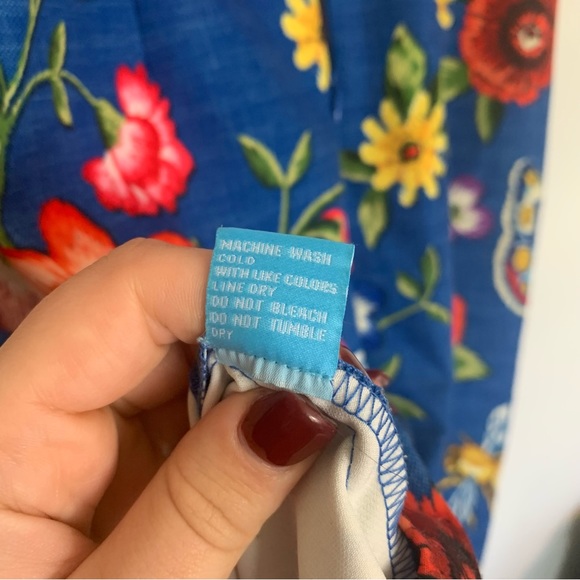 MACHINE WASH
COLD
WITH LIKE COLORS
LINE DRY
DO NOT BLEACH
DO NOT TUMBLE
DRY